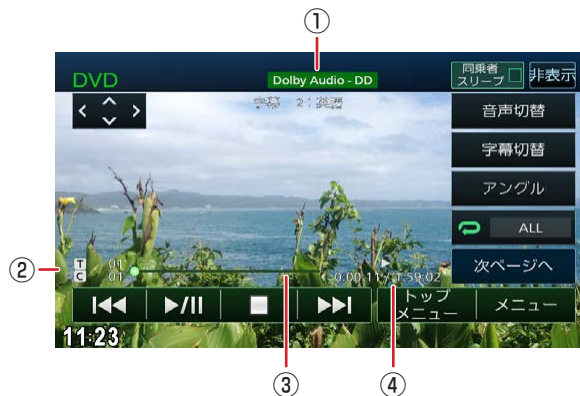 ①
DVD
Dolby Audio - DD
同乗者
スリープ
非表示
字幕 2:英語
音声切替
字幕切替
アングル
ALL
次ページへ
②
T 01
C 01
0:00:11 / 1:59:02
トップ
メニュー
メニュー
11:23
③
④